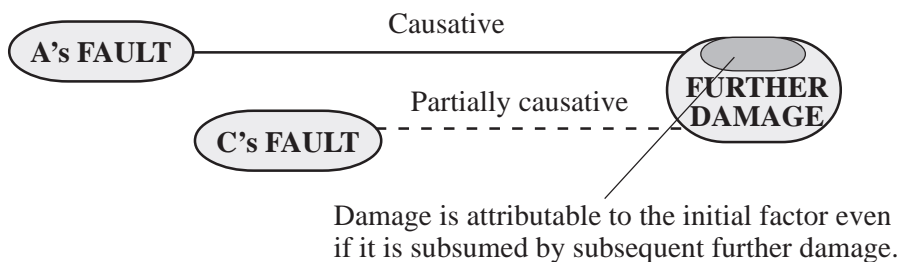 Causative
A's FAULT
FURTHER
DAMAGE
Partially causative
C's FAULT
Damage is attributable to the initial factor even
if it is subsumed by subsequent further damage.